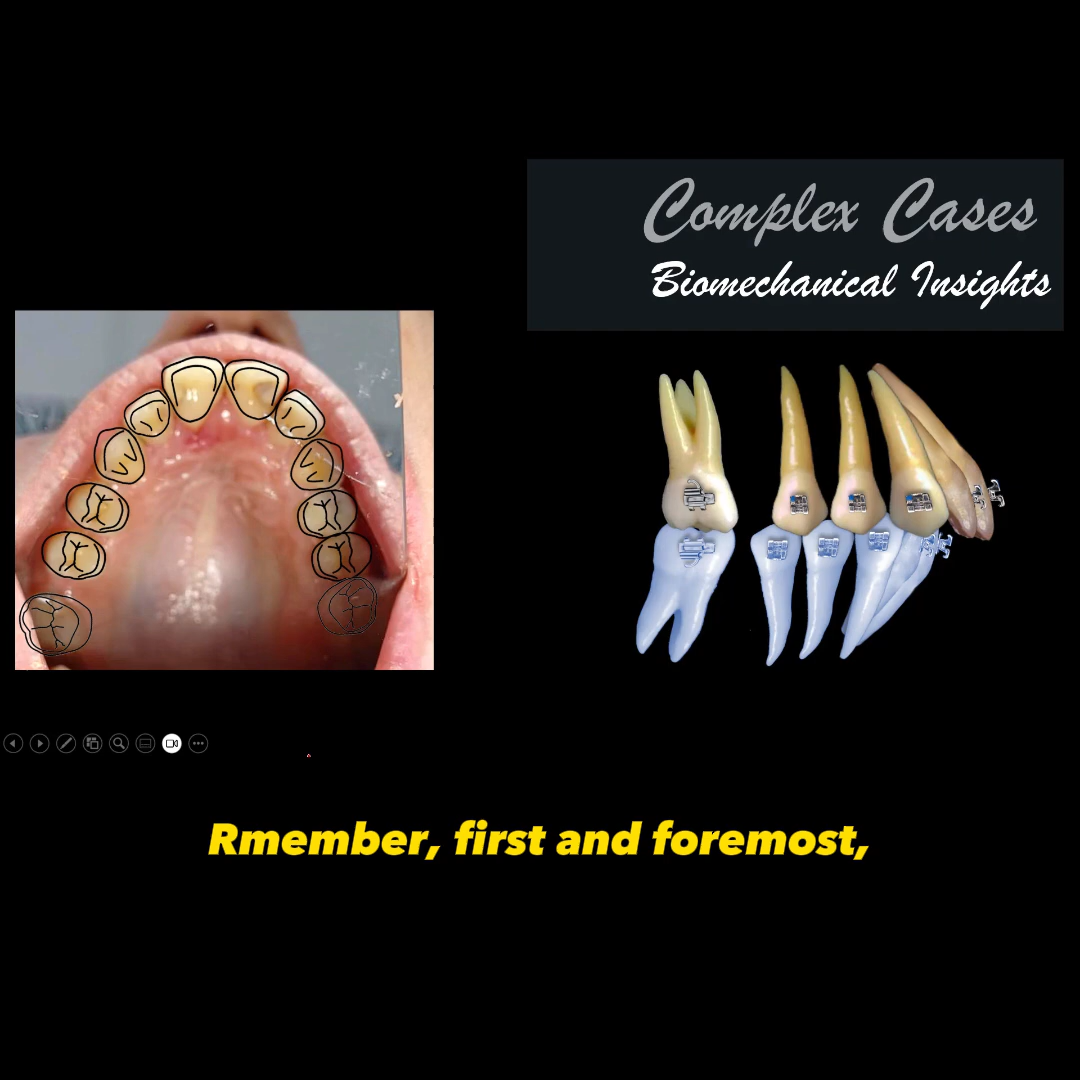 Complex Cases
Biomechanical Insights
Rmember, first and foremost,